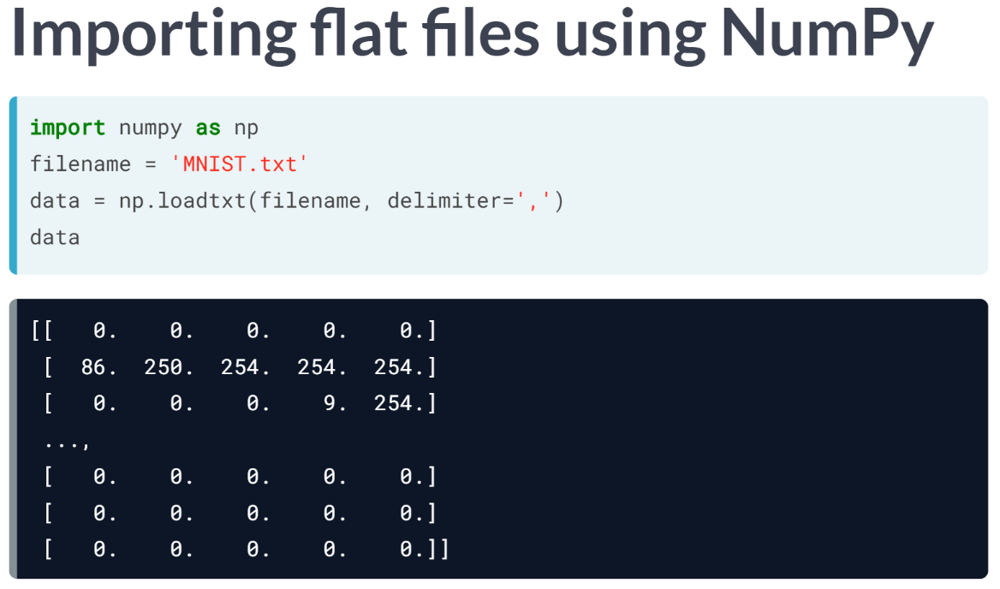 Importing flat files using NumPy
import numpy as np
filename = 'MNIST.txt'
data = np.loadtxt(filename, delimiter=',')
data
[[   0.    0.    0.    0.    0.]
 [  86.  250.  254.  254.  254.]
 [   0.    0.    0.    9.  254.]
 ...,
 [   0.    0.    0.    0.    0.]
 [   0.    0.    0.    0.    0.]
 [   0.    0.    0.    0.    0.]]